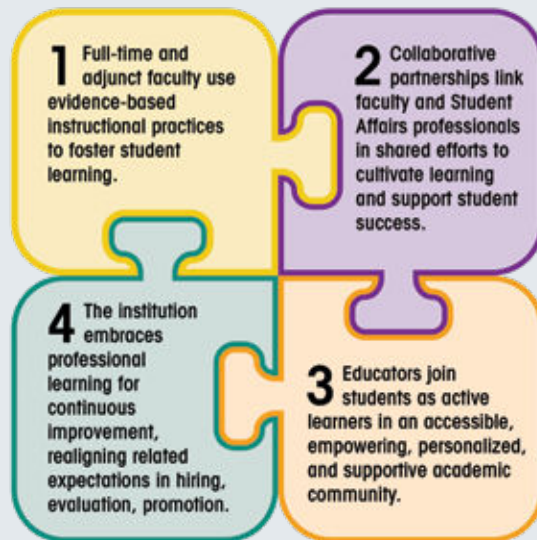 1 Full-time and
adjunct faculty use
evidence-based
instructional practices
to foster student
learning.
2 Collaborative
partnerships link
faculty and Student
Affairs professionals
in shared efforts to
cultivate learning
and support student
success.
3 Educators join
students as active
learners in an accessible,
empowering, personalized,
and supportive academic
community.
4 The institution
embraces
professional
learning for
continuous
improvement,
realigning related
expectations in hiring,
evaluation, promotion.